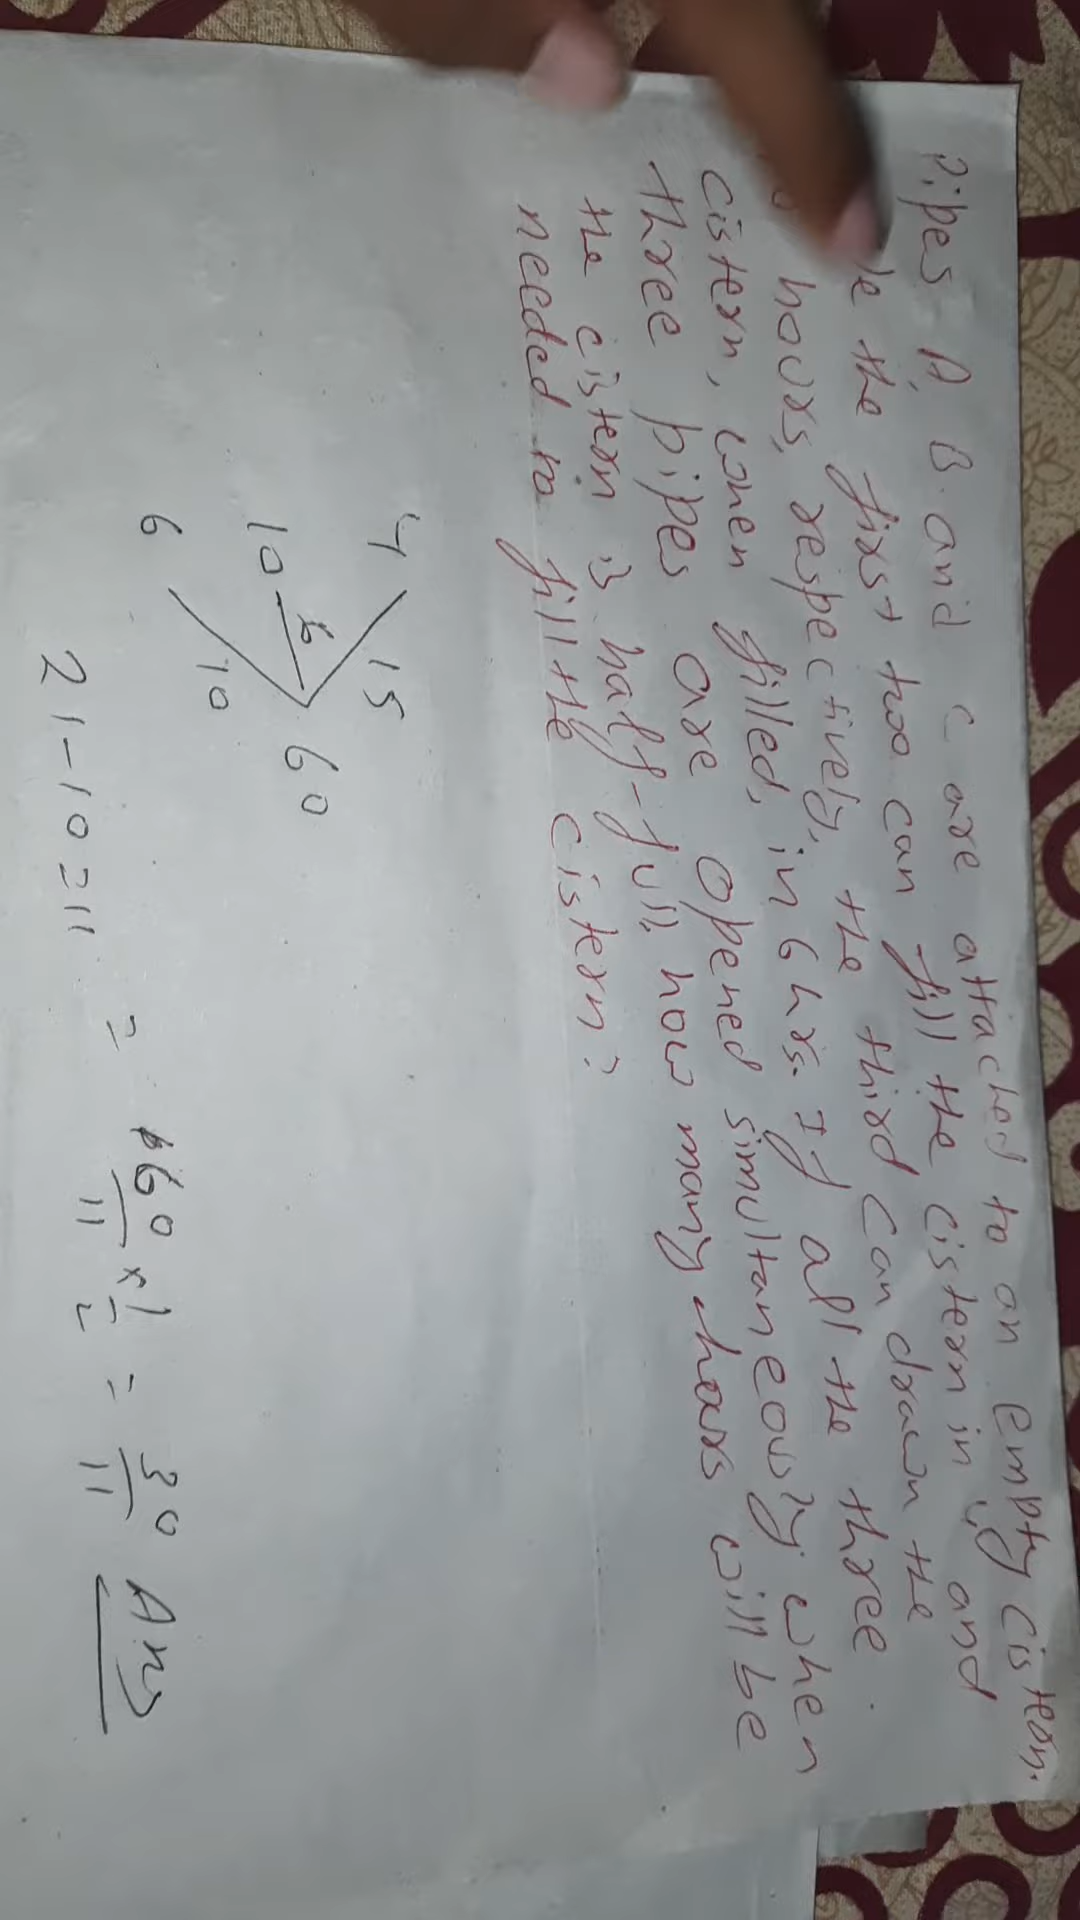 Pipes A, B and C are attached to an empty cistern.
the first two can fill the cistern in 4 and
hours, respectively, the third can drawn the
cistern, when filled, in 6 hrs. If all the three
three pipes are opened simultaneously when
the cistern is half-full, how many hours will be
needed to fill the cistern?
4 15
10 6 60
6 10
21-10=11 = 60/11 × 1/2 = 30/11 Ans